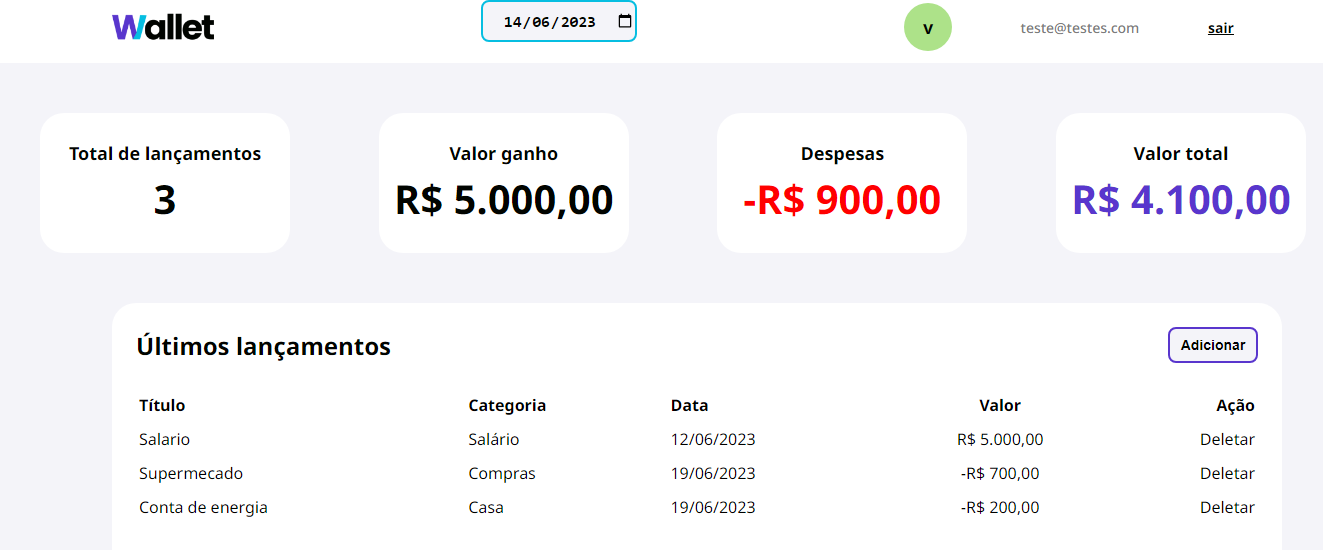 Wallet 14/06/2023 v teste@testes.com sair
Total de lançamentos Valor ganho Despesas Valor total
3 R$ 5.000,00 -R$ 900,00 R$ 4.100,00
Últimos lançamentos Adicionar
Título Categoria Data Valor Ação
Salario Salário 12/06/2023 R$ 5.000,00 Deletar
Supermecado Compras 19/06/2023 -R$ 700,00 Deletar
Conta de energia Casa 19/06/2023 -R$ 200,00 Deletar